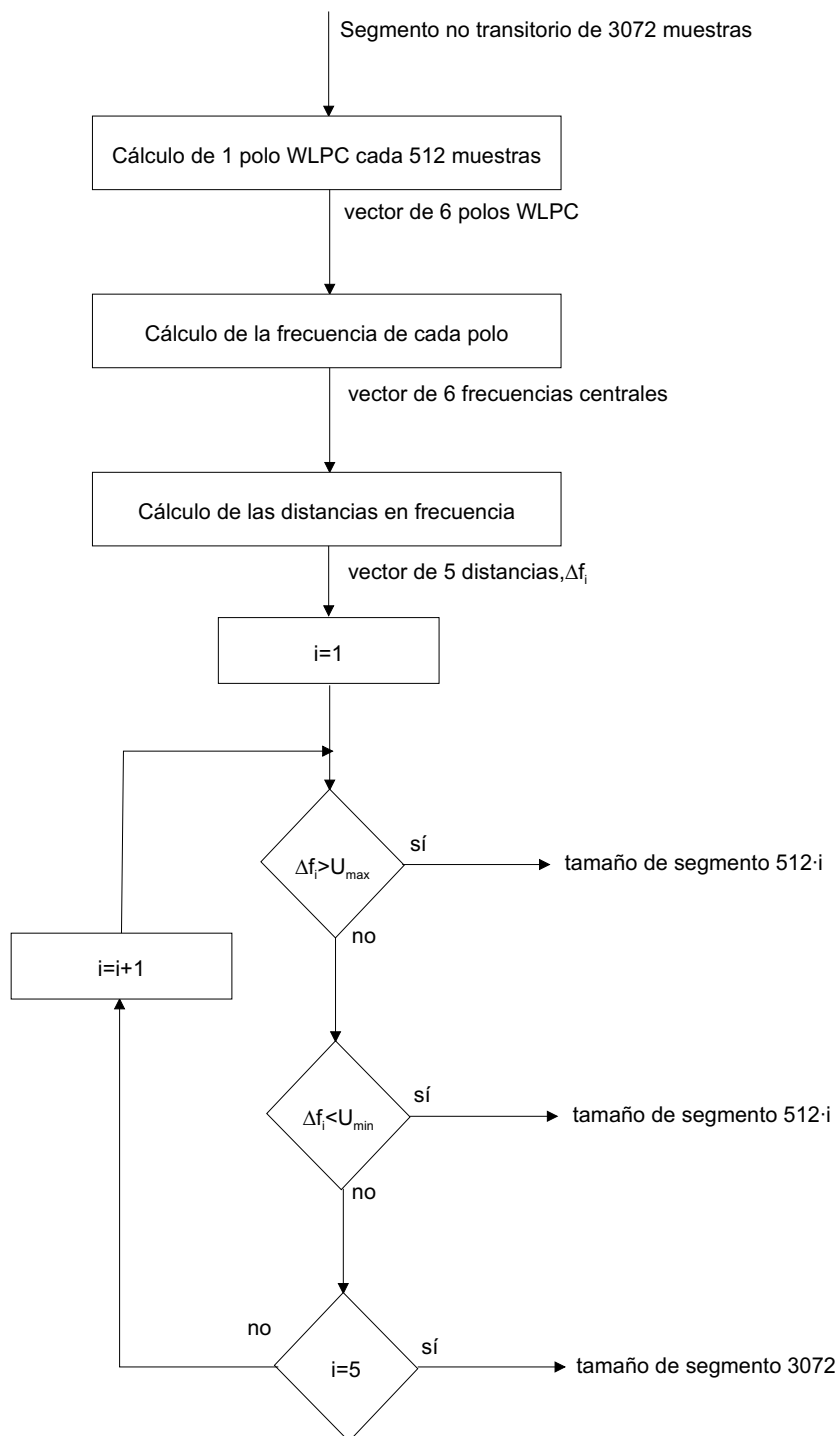 Segmento no transitorio de 3072 muestras
Cálculo de 1 polo WLPC cada 512 muestras
vector de 6 polos WLPC
Cálculo de la frecuencia de cada polo
vector de 6 frecuencias centrales
Cálculo de las distancias en frecuencia
vector de 5 distancias,Δfi
i=1
sí
Δfi>Umax
tamaño de segmento 512·i
no
i=i+1
sí
Δfi<Umin
tamaño de segmento 512·i
no
no
sí
i=5
tamaño de segmento 3072